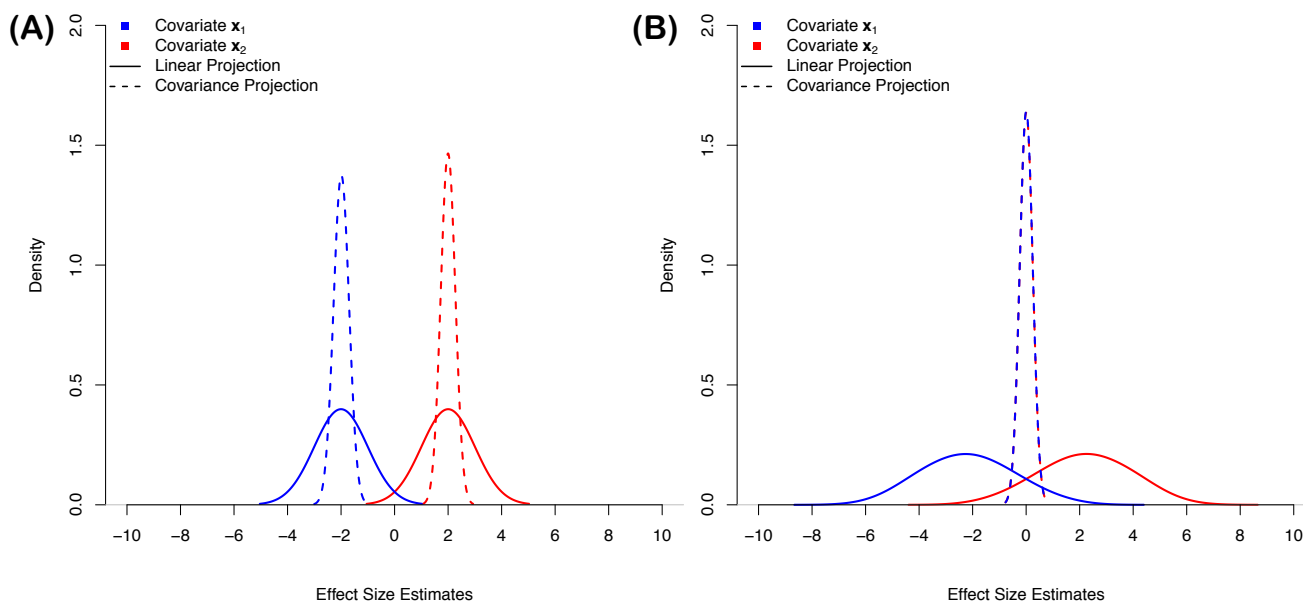 (A)
Covariate x₁
Covariate x₂
Linear Projection
Covariance Projection
Density
0.0 0.5 1.0 1.5 2.0
−10 −8 −6 −4 −2 0 2 4 6 8 10
Effect Size Estimates
(B)
Covariate x₁
Covariate x₂
Linear Projection
Covariance Projection
Density
0.0 0.5 1.0 1.5 2.0
−10 −8 −6 −4 −2 0 2 4 6 8 10
Effect Size Estimates